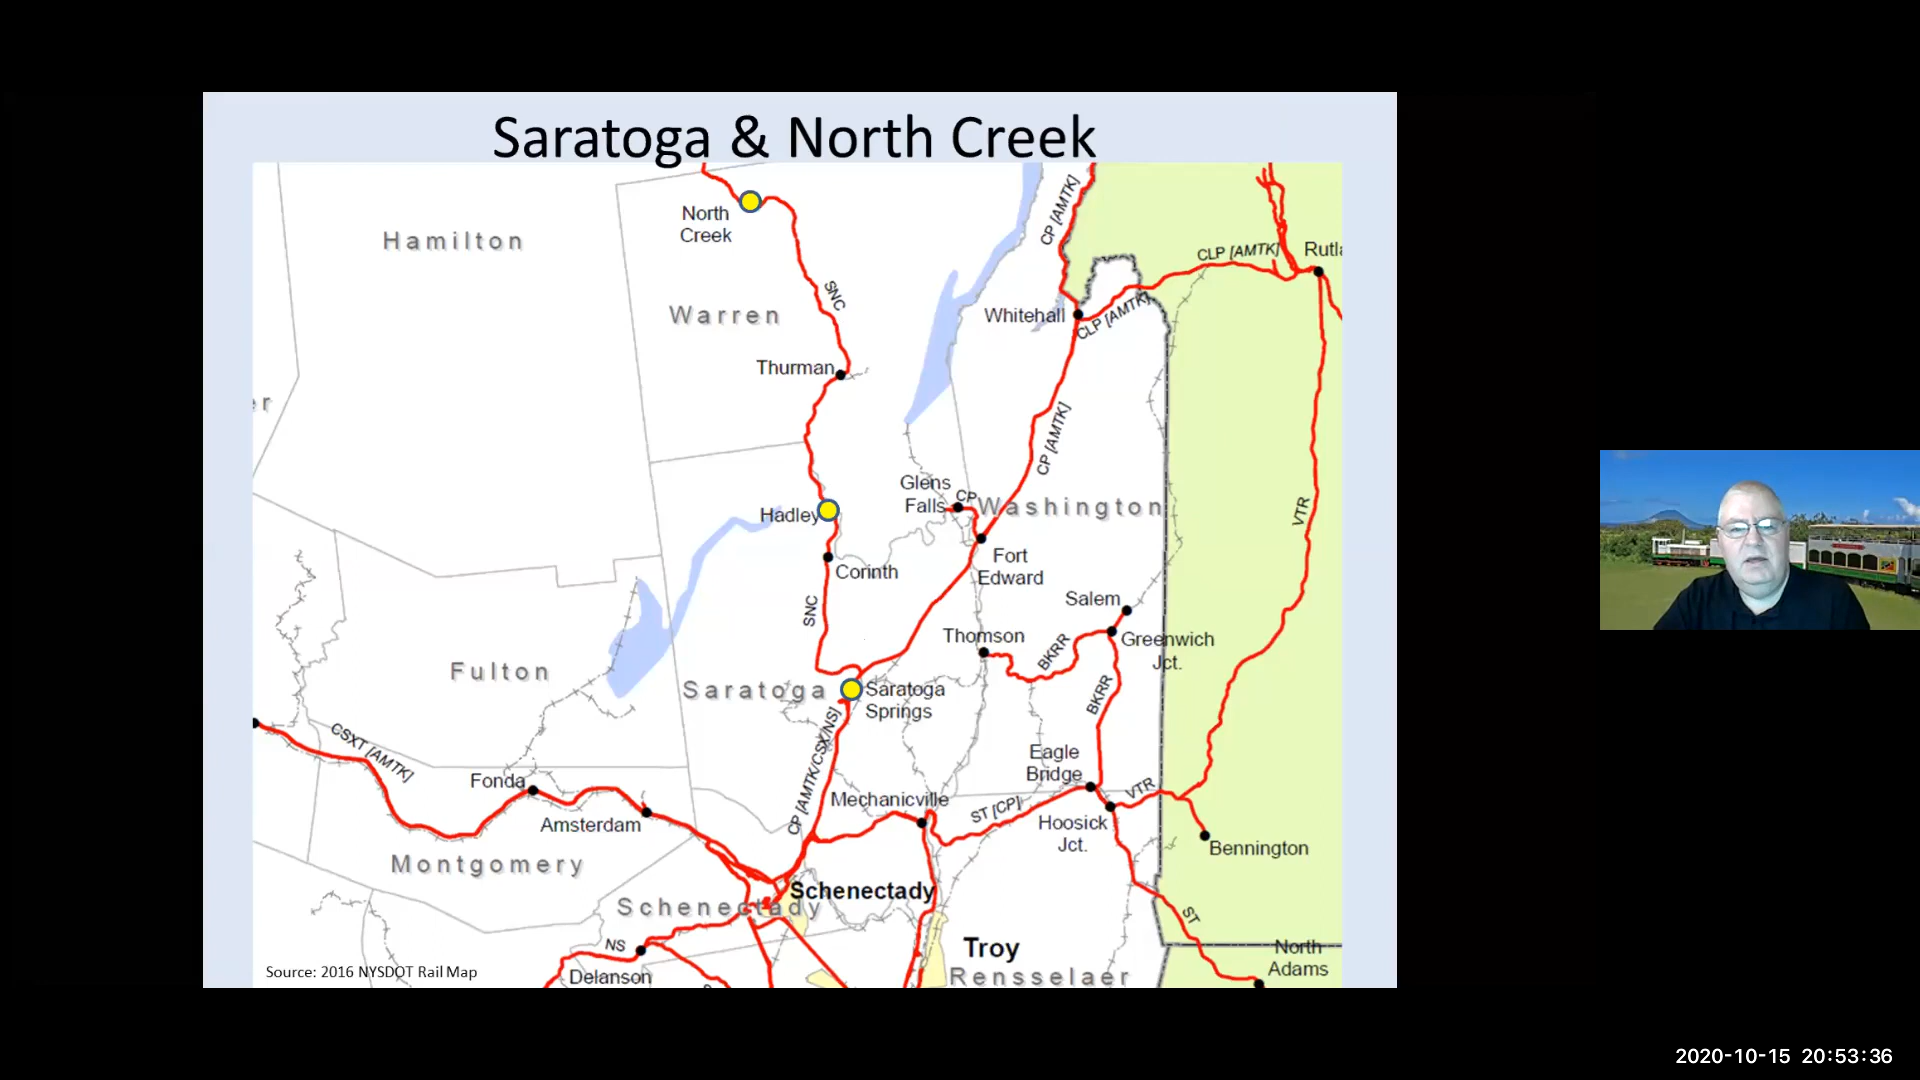 Saratoga & North Creek
North
Creek
Hamilton
CP [AMTK]
CLP [AMTK]
Rutla
SNC
Warren
Whitehall
CLP [AMTK]
Thurman
er
CP [AMTK]
Glens
Falls
CP
Washington
VTR
Hadley
Fort
Edward
Corinth
Salem
SNC
Thomson
BKRR
Greenwich
Jct.
Fulton
Saratoga
Saratoga
Springs
BKRR
CSXT [AMTK]
CP [AMTK/CSX/NS]
Eagle
Bridge
Fonda
VTR
Mechanicville
ST [CP]
Amsterdam
Hoosick
Jct.
Bennington
Montgomery
Schenectady
Schenectady
ST
NS
Troy
North
Adams
Source: 2016 NYSDOT Rail Map
Delanson
Rensselaer
2020-10-15 20:53:36